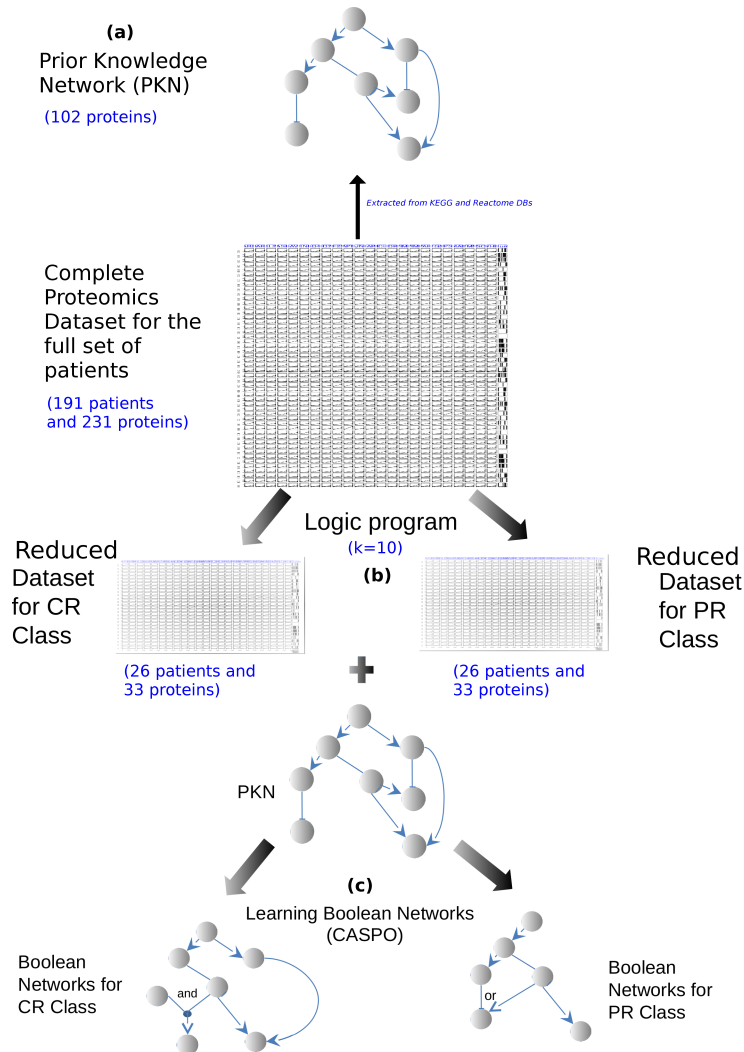 (a)
Prior Knowledge
Network (PKN)
(102 proteins)
Extracted from KEGG and Reactome DBs
Complete
Proteomics
Dataset for the
full set of
patients
(191 patients
and 231 proteins)
Logic program
(k=10)
(b)
Reduced
Dataset
for CR
Class
(26 patients and
33 proteins)
Reduced
Dataset
for PR
Class
(26 patients and
33 proteins)
PKN
(c)
Learning Boolean Networks
(CASPO)
Boolean
Networks for
CR Class
and
or
Boolean
Networks for
PR Class